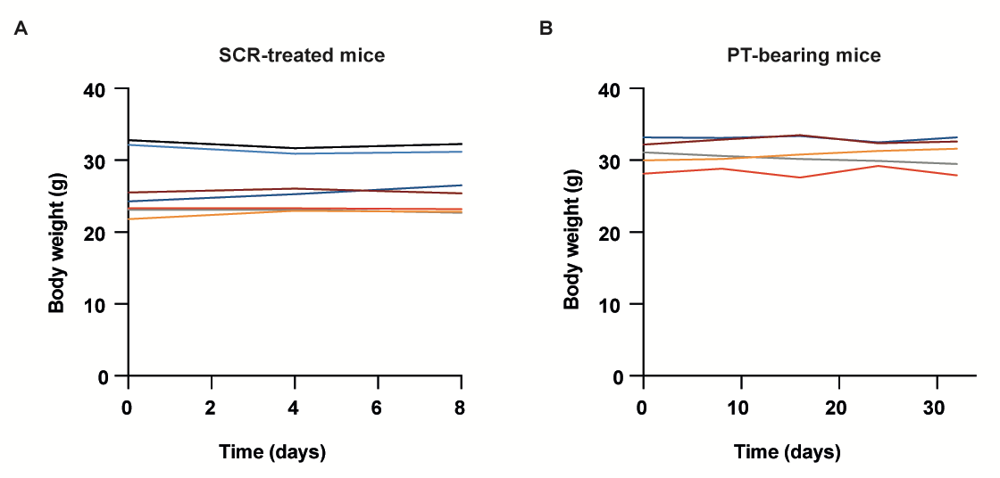 A
SCR-treated mice
40
30
20
10
0
Body weight (g)
0 2 4 6 8
Time (days)
B
PT-bearing mice
40
30
20
10
0
Body weight (g)
0 10 20 30
Time (days)